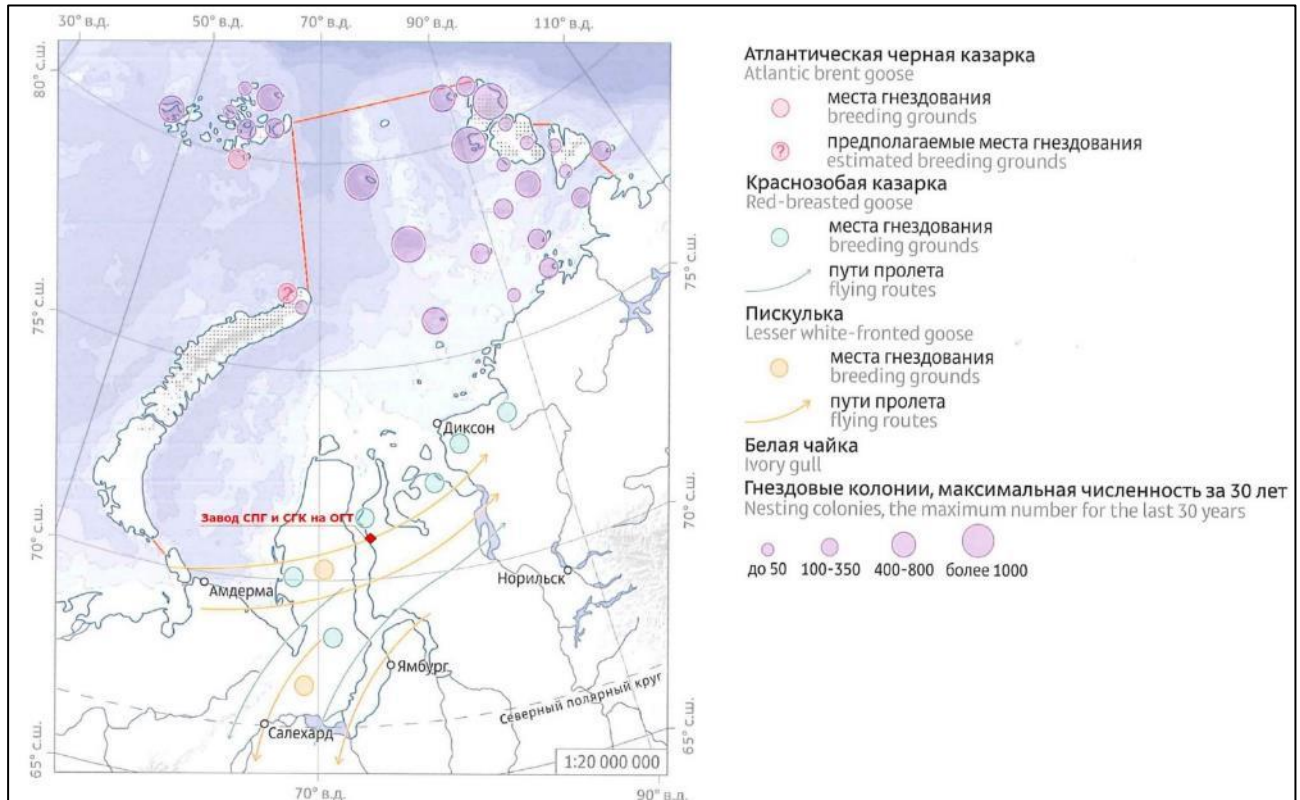 30° в.д.
50° в.д.
70° в.д.
90° в.д.
110° в.д.
80° с.ш.
75° с.ш.
70° с.ш.
65° с.ш.
75° с.ш.
70° с.ш.
65° с.ш.
?
?
Диксон
Завод СПГ и СГК на ОГТ
Амдерма
Норильск
Ямбург
Северный полярный круг
Салехард
1:20 000 000
70° в.д.
90° в.д.
Атлантическая черная казарка
Atlantic brent goose
места гнездования
breeding grounds
предполагаемые места гнездования
estimated breeding grounds
Краснозобая казарка
Red-breasted goose
места гнездования
breeding grounds
пути пролета
flying routes
Пискулька
Lesser white-fronted goose
места гнездования
breeding grounds
пути пролета
flying routes
Белая чайка
Ivory gull
Гнездовые колонии, максимальная численность за 30 лет
Nesting colonies, the maximum number for the last 30 years
до 50 100-350 400-800 более 1000